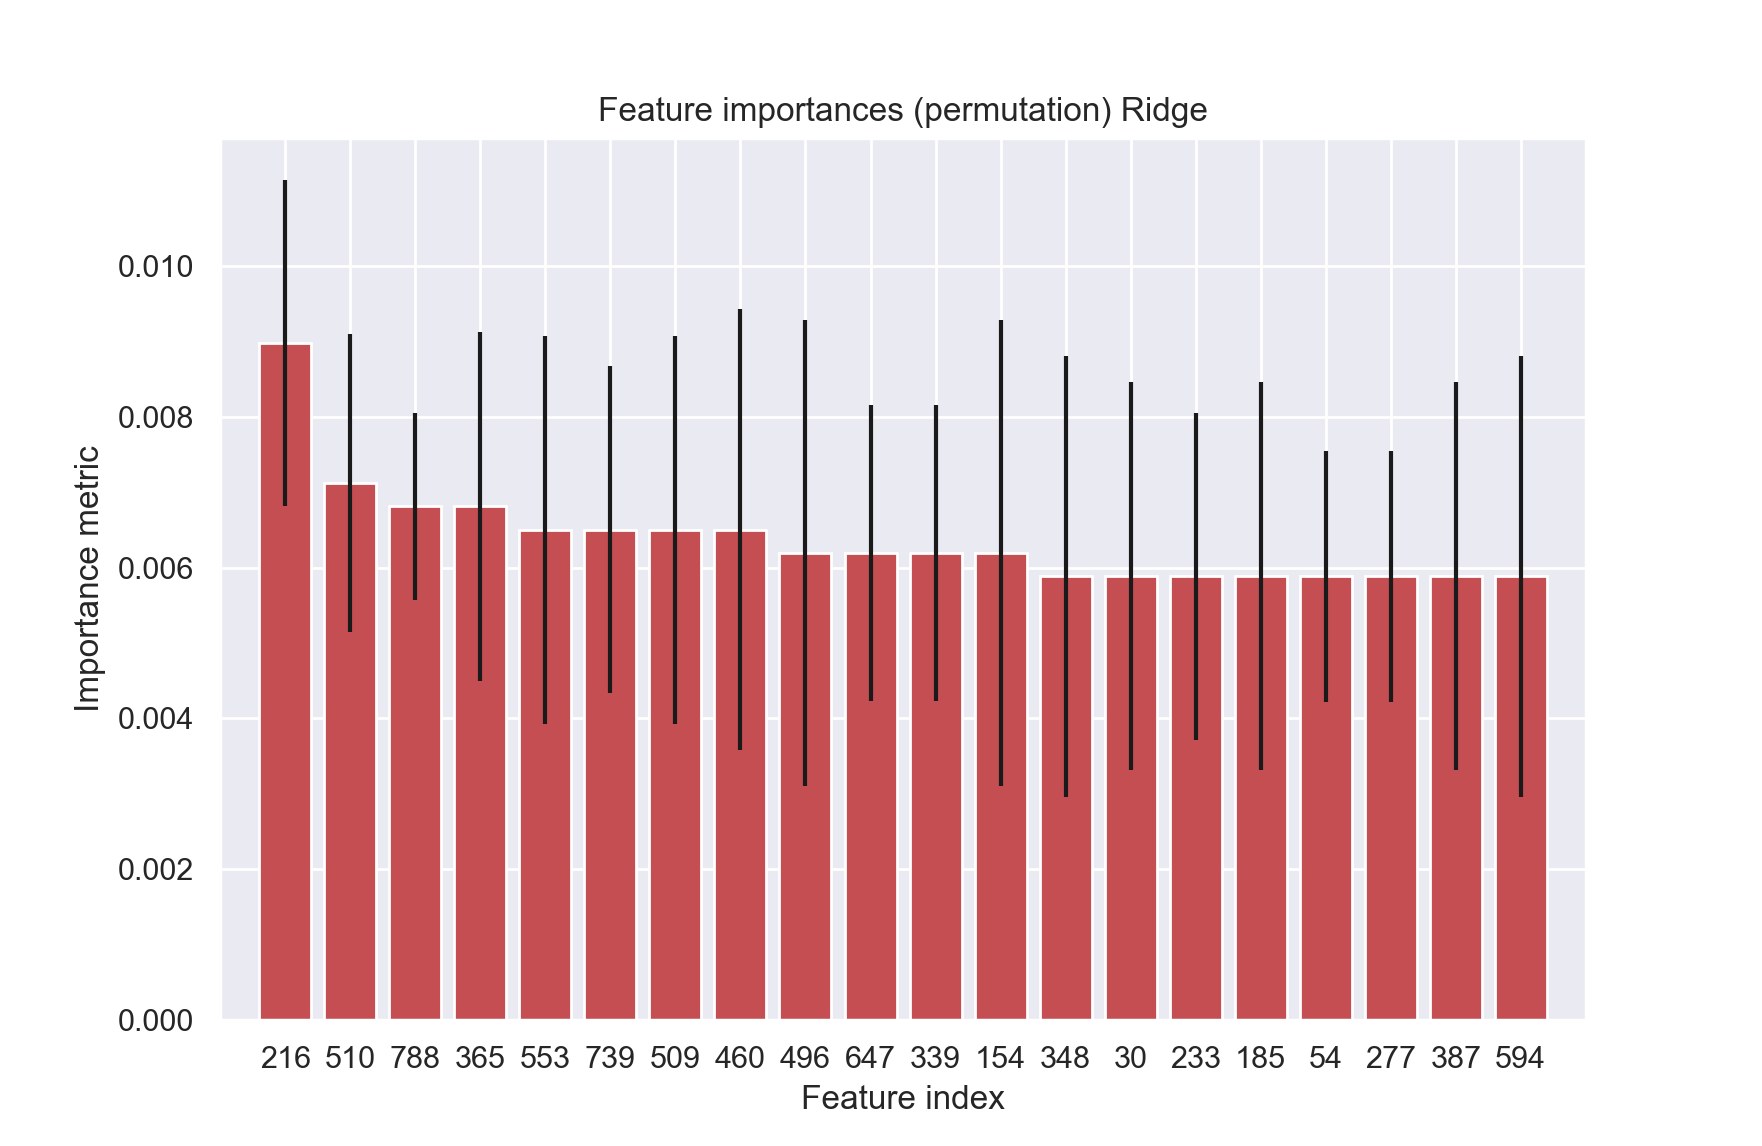 Feature importances (permutation) Ridge
0.010
0.008
0.006
0.004
0.002
0.000
Importance metric
216 510 788 365 553 739 509 460 496 647 339 154 348 30 233 185 54 277 387 594
Feature index